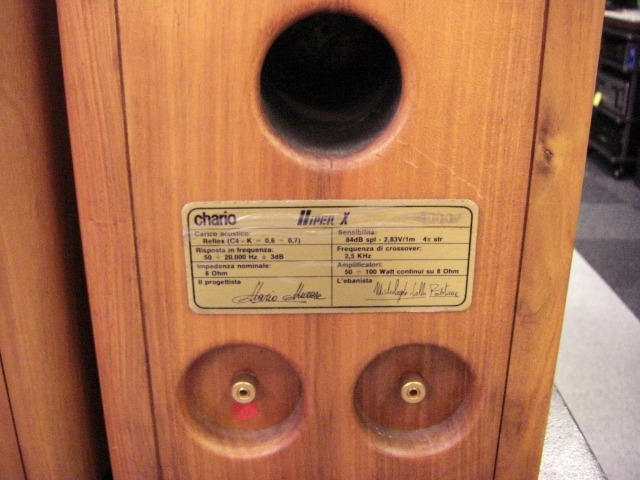 chario HIPER X
Carico acustico:
Reflex (C4 - K = 0,6 ÷ 0,7)
Risposta in frequenza:
50 ÷ 20.000 Hz ± 3dB
Impedenza nominale:
8 Ohm
Il progettista
Sensibilità:
84dB spl - 2,83V/1m 4π str
Frequenza di crossover:
2,5 KHz
Amplificatori:
50 ÷ 100 Watt continui su 8 Ohm
L'ebanista